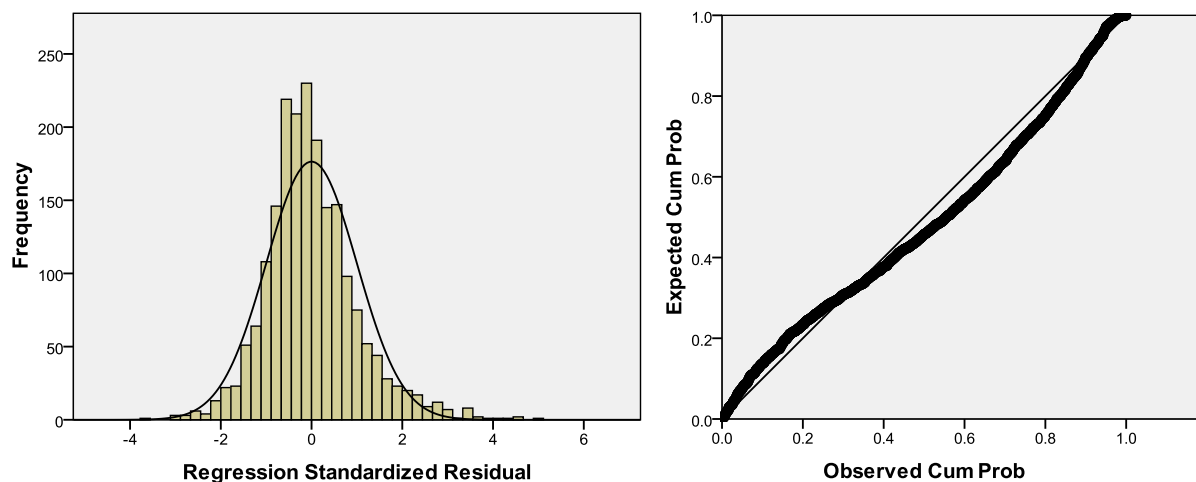 250
200
150
100
50
0
-4 -2 0 2 4 6
Frequency
Regression Standardized Residual
1.0
0.8
0.6
0.4
0.2
0.0
0.0 0.2 0.4 0.6 0.8 1.0
Expected Cum Prob
Observed Cum Prob